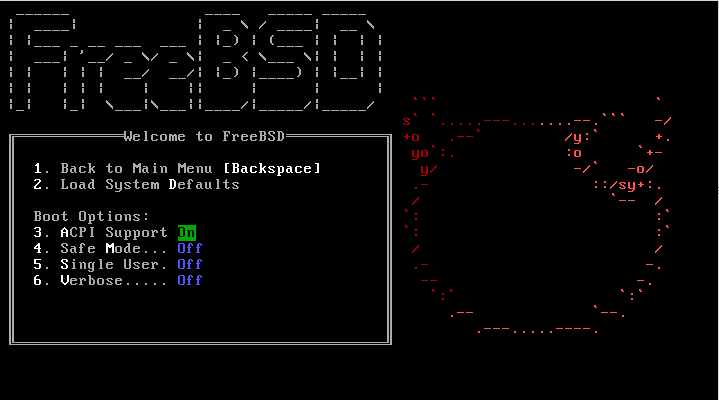 FreeBSD
Welcome to FreeBSD
1. Back to Main Menu [Backspace]
2. Load System Defaults
Boot Options:
3. ACPI Support On
4. Safe Mode... Off
5. Single User. Off
6. Verbose..... Off